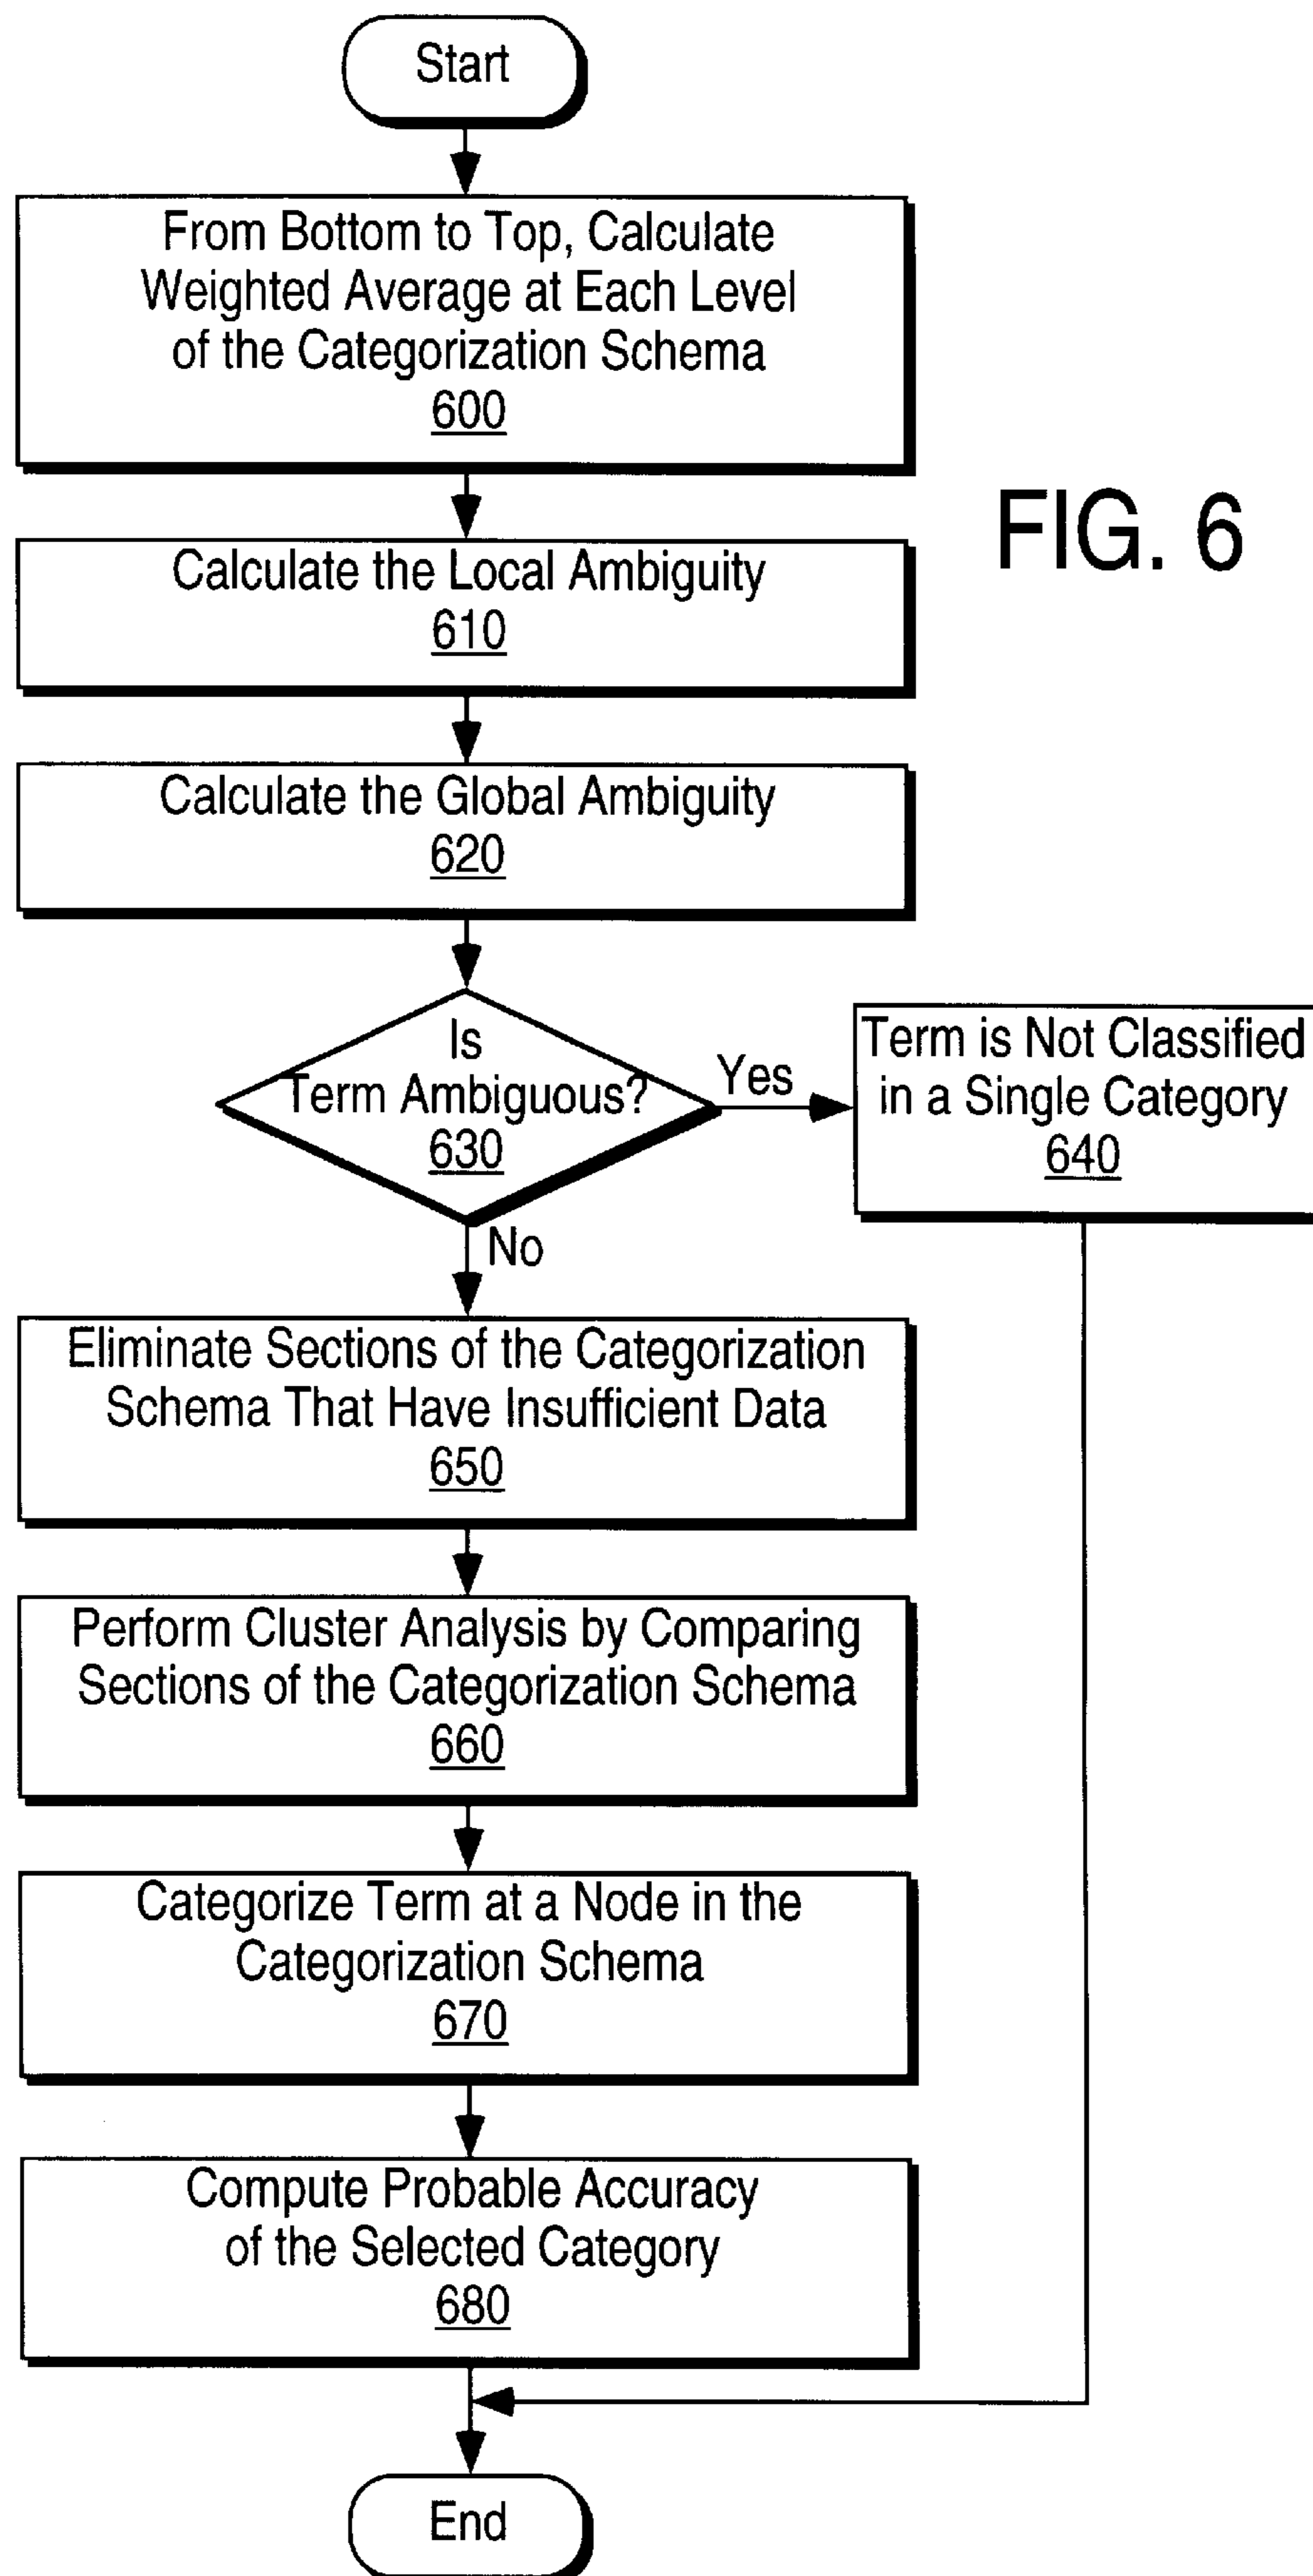 Start
From Bottom to Top, Calculate
Weighted Average at Each Level
of the Categorization Schema
600
FIG. 6
Calculate the Local Ambiguity
610
Calculate the Global Ambiguity
620
Is
Term Ambiguous?
630
Yes
Term is Not Classified
in a Single Category
640
No
Eliminate Sections of the Categorization
Schema That Have Insufficient Data
650
Perform Cluster Analysis by Comparing
Sections of the Categorization Schema
660
Categorize Term at a Node in the
Categorization Schema
670
Compute Probable Accuracy
of the Selected Category
680
End